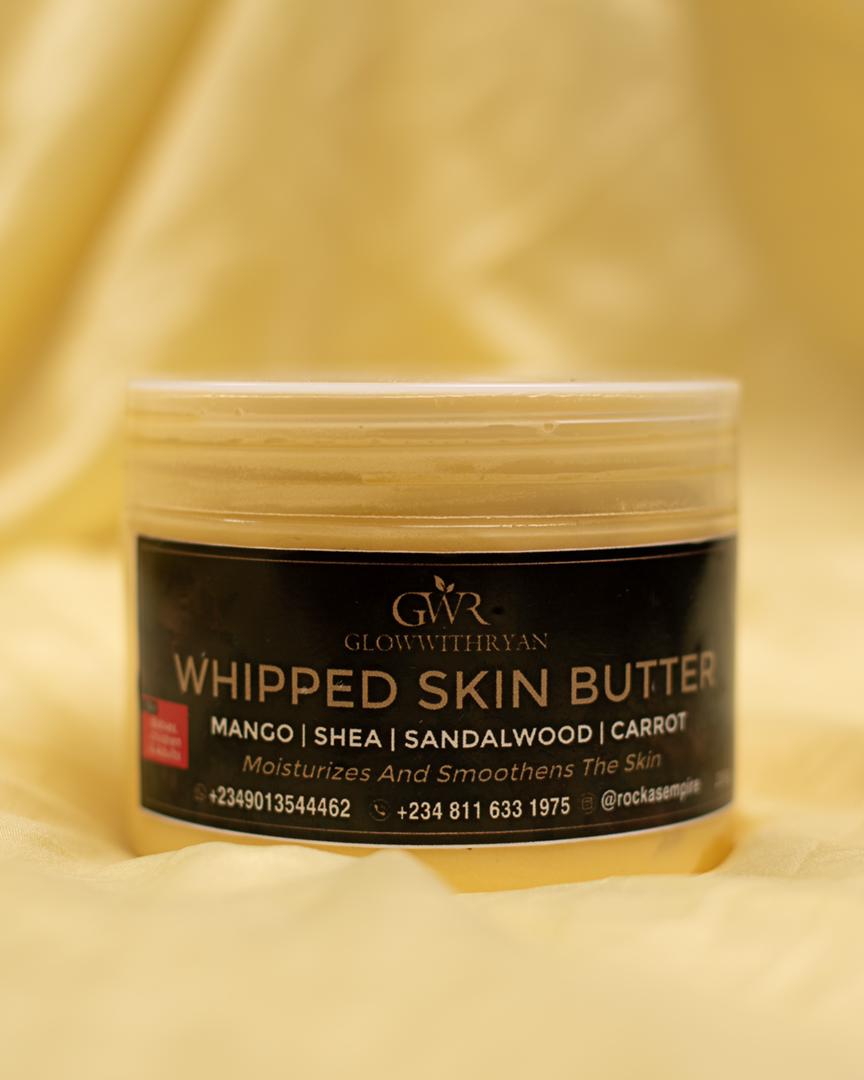 GWR
GLOWWITHRYAN
WHIPPED SKIN BUTTER
MANGO | SHEA | SANDALWOOD | CARROT
Moisturizes And Smoothens The Skin
+2349013544462 +234 811 633 1975 @rockasempire